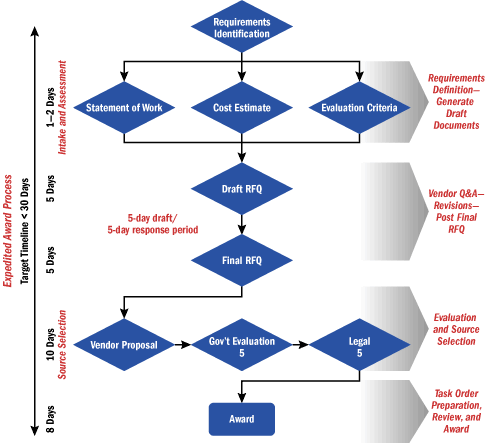 Requirements
Identification
Statement of Work
Cost Estimate
Evaluation Criteria
Requirements
Definition—
Generate
Draft
Documents
1–2 Days
Intake and Assessment
Expedited Award Process
Target Timeline < 30 Days
Draft RFQ
5 Days
Vendor Q&A—
Revisions—
Post Final
RFQ
5-day draft/
5-day response period
Final RFQ
5 Days
Vendor Proposal
Gov’t Evaluation
5
Legal
5
10 Days
Source Selection
Evaluation
and Source
Selection
Award
8 Days
Task Order
Preparation,
Review, and
Award